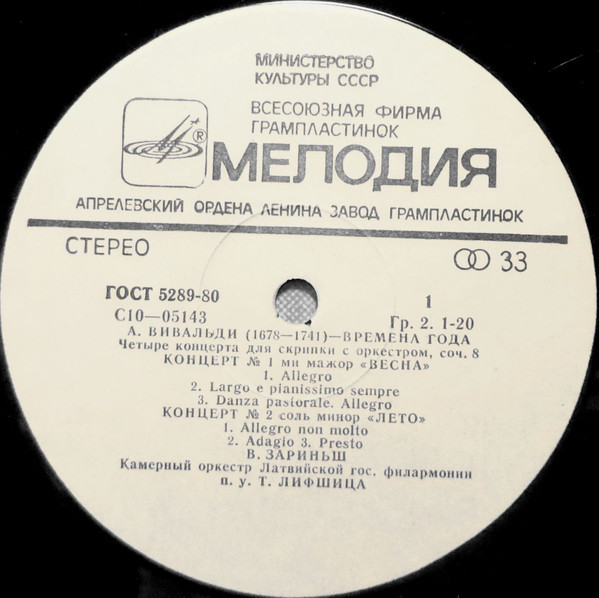 МИНИСТЕРСТВО
КУЛЬТУРЫ СССР
ВСЕСОЮЗНАЯ ФИРМА
ГРАМПЛАСТИНОК
®
МЕЛОДИЯ
АПРЕЛЕВСКИЙ ОРДЕНА ЛЕНИНА ЗАВОД ГРАМПЛАСТИНОК
СТЕРЕО 33
ГОСТ 5289-80 1
С10—05143 Гр. 2. 1-20
А. ВИВАЛЬДИ (1678—1741)—ВРЕМЕНА ГОДА
Четыре концерта для скрипки с оркестром, соч. 8
КОНЦЕРТ № 1 ми мажор «ВЕСНА»
1. Allegro
2. Largo e pianissimo sempre
3. Danza pastorale. Allegro
КОНЦЕРТ № 2 соль минор «ЛЕТО»
1. Allegro non molto
2. Adagio 3. Presto
В. ЗАРИНЬШ
Камерный оркестр Латвийской гос. филармонии
п. у. Т. ЛИФШИЦА